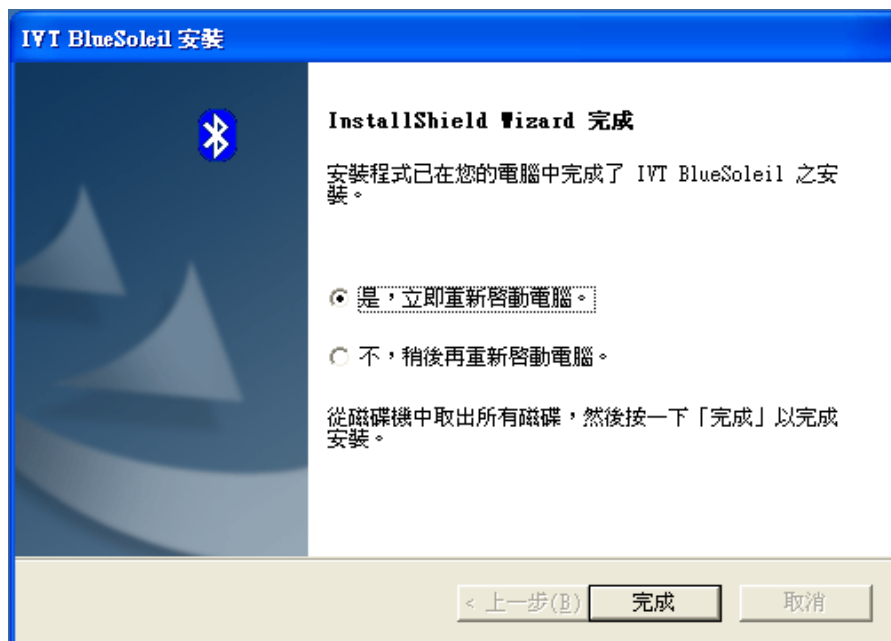 IVT BlueSoleil 安裝
InstallShield Wizard 完成
安裝程式已在您的電腦中完成了 IVT BlueSoleil 之安
裝。
是，立即重新啓動電腦。
不，稍後再重新啓動電腦。
從磁碟機中取出所有磁碟，然後按一下「完成」以完成
安裝。
< 上一步(B) 完成 取消